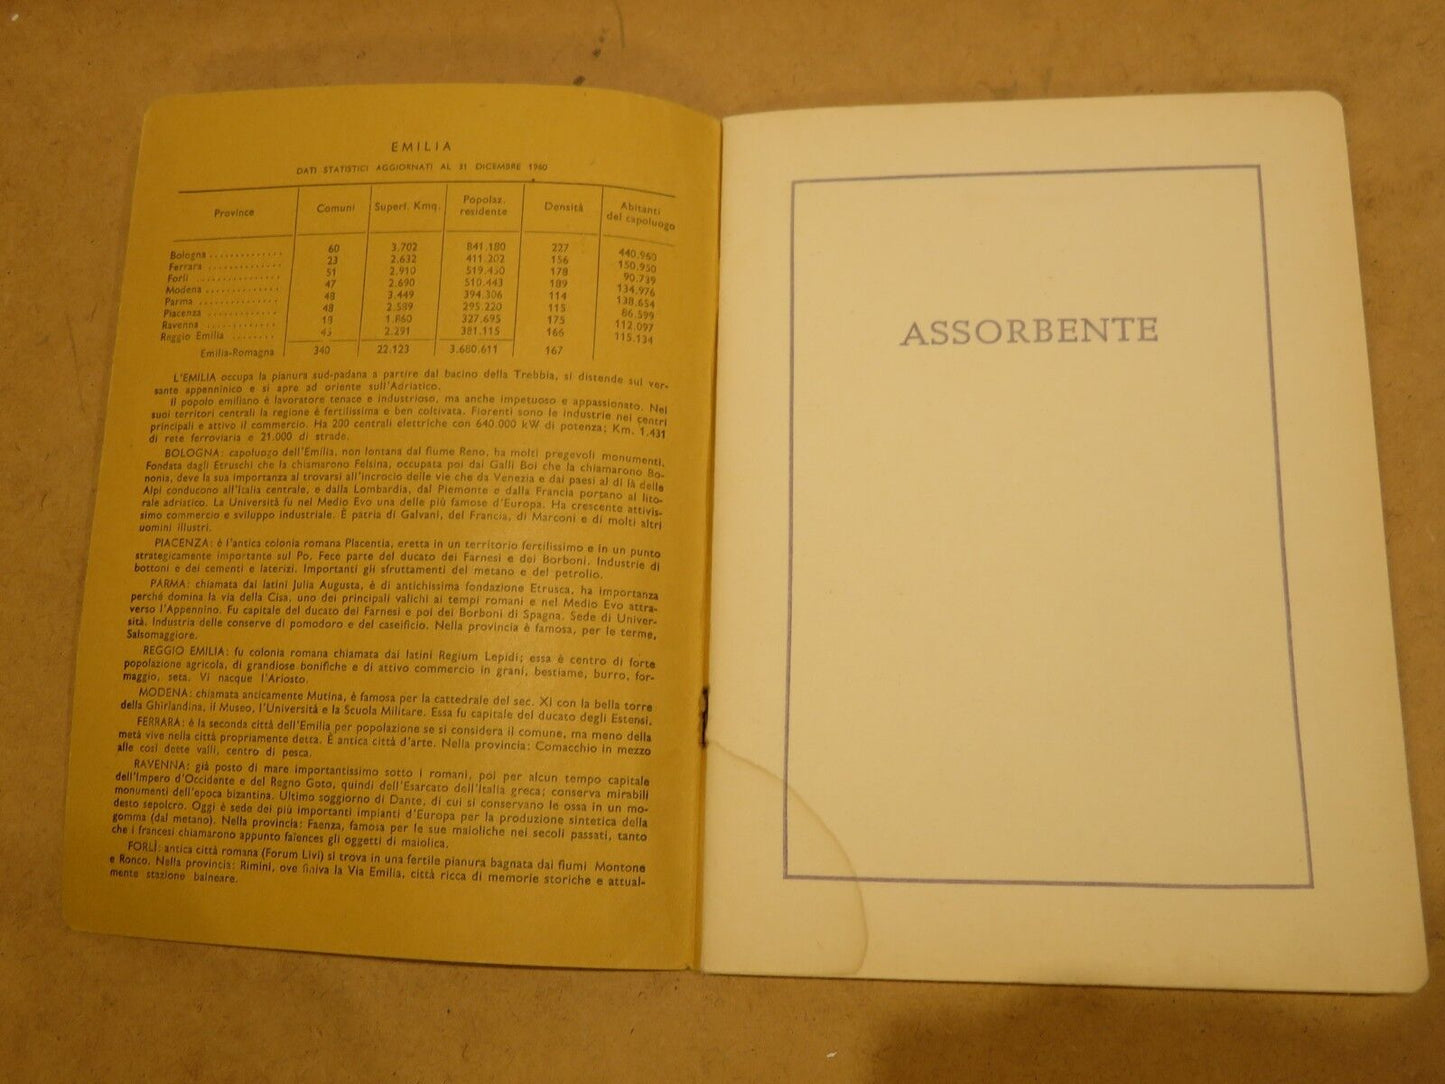 EMILIA
DATI STATISTICI AGGIORNATI AL 31 DICEMBRE 1960
Province Comuni Superf. Kmq. Popolaz. residente Densità Abitanti del capoluogo
Bologna 60 3.702 841.180 227 440.950
Ferrara 23 2.632 411.202 156 150.950
Forlì 51 2.910 519.430 178 90.739
Modena 47 2.690 510.443 189 134.976
Parma 48 3.449 394.306 114 138.654
Piacenza 48 2.589 295.220 115 86.599
Ravenna 18 1.860 327.695 175 112.097
Reggio Emilia 45 2.291 381.115 166 115.134
Emilia-Romagna 340 22.123 3.680.611 167
L'EMILIA occupa la pianura sud-padana a partire dal bacino della Trebbia, si distende sul ver-
sante appenninico e si apre ad oriente sull'Adriatico.
Il popolo emiliano è lavoratore tenace e industrioso, ma anche impetuoso e appassionato. Nei
suoi territori centrali la regione è fertilissima e ben coltivata. Fiorenti sono le industrie nei centri
principali e attivo il commercio. Ha 200 centrali elettriche con 640.000 kW di potenza; Km. 1.431
di rete ferroviaria e 21.000 di strade.
BOLOGNA: capoluogo dell'Emilia, non lontana dal fiume Reno, ha molti pregevoli monumenti.
Fondata dagli Etruschi che la chiamarono Felsina, occupata poi dai Galli Boi che la chiamarono Bo-
nonia, deve la sua importanza al trovarsi all'incrocio delle vie che da Venezia e dai paesi al di là delle
Alpi conducono all'Italia centrale, e dalla Lombardia, dal Piemonte e dalla Francia portano al lito-
rale adriatico. La Università fu nel Medio Evo una delle più famose d'Europa. Ha crescente attivis-
simo commercio e sviluppo industriale. È patria di Galvani, del Francia, di Marconi e di molti altri
uomini illustri.
PIACENZA: è l'antica colonia romana Placentia, eretta in un territorio fertilissimo e in un punto
strategicamente importante sul Po. Fece parte del ducato dei Farnesi e dei Borboni. Industrie di
bottoni e dei cementi e laterizi. Importanti gli sfruttamenti del metano e del petrolio.
PARMA: chiamata dai latini Julia Augusta, è di antichissima fondazione Etrusca, ha importanza
perchè domina la via della Cisa, uno dei principali valichi ai tempi romani e nel Medio Evo attra-
verso l'Appennino. Fu capitale del ducato dei Farnesi e poi dei Borboni di Spagna. Sede di Univer-
sità. Industria delle conserve di pomodoro e del caseificio. Nella provincia è famosa, per le terme,
Salsomaggiore.
REGGIO EMILIA: fu colonia romana chiamata dai latini Regium Lepidi; essa è centro di forte
popolazione agricola, di grandiose bonifiche e di attivo commercio in grani, bestiame, burro, for-
maggio, seta. Vi nacque l'Ariosto.
MODENA: chiamata anticamente Mutina, è famosa per la cattedrale del sec. XI con la bella torre
della Ghirlandina, il Museo, l'Università e la Scuola Militare. Essa fu capitale del ducato degli Estensi.
FERRARA: è la seconda città dell'Emilia per popolazione se si considera il comune, ma meno della
metà vive nella città propriamente detta. È antica città d'arte. Nella provincia: Comacchio in mezzo
alle così dette valli, centro di pesca.
RAVENNA: già posto di mare importantissimo sotto i romani, poi per alcun tempo capitale
dell'Impero d'Occidente e del Regno Goto, quindi dell'Esarcato dell'Italia greca; conserva mirabili
monumenti dell'epoca bizantina. Ultimo soggiorno di Dante, di cui si conservano le ossa in un mo-
desto sepolcro. Oggi è sede dei più importanti impianti d'Europa per la produzione sintetica della
gomma (dal metano). Nella provincia: Faenza, famosa per le sue maioliche nei secoli passati, tanto
che i francesi chiamarono appunto faïences gli oggetti di maiolica.
FORLÌ: antica città romana (Forum Livi) si trova in una fertile pianura bagnata dai fiumi Montone
e Ronco. Nella provincia: Rimini, ove finiva la Via Emilia, città ricca di memorie storiche e attual-
mente stazione balneare.
ASSORBENTE